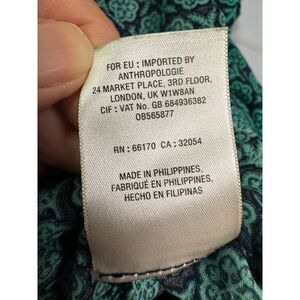 FOR EU : IMPORTED BY
ANTHROPOLOGIE
24 MARKET PLACE, 3RD.FLOOR,
LONDON, UK W1W8AN
CIF : VAT No. GB 684936382
OB565877
RN : 66170 CA : 32054
MADE IN PHILIPPINES,
FABRIQUÉ EN PHILIPPINES,
HECHO EN FILIPINAS